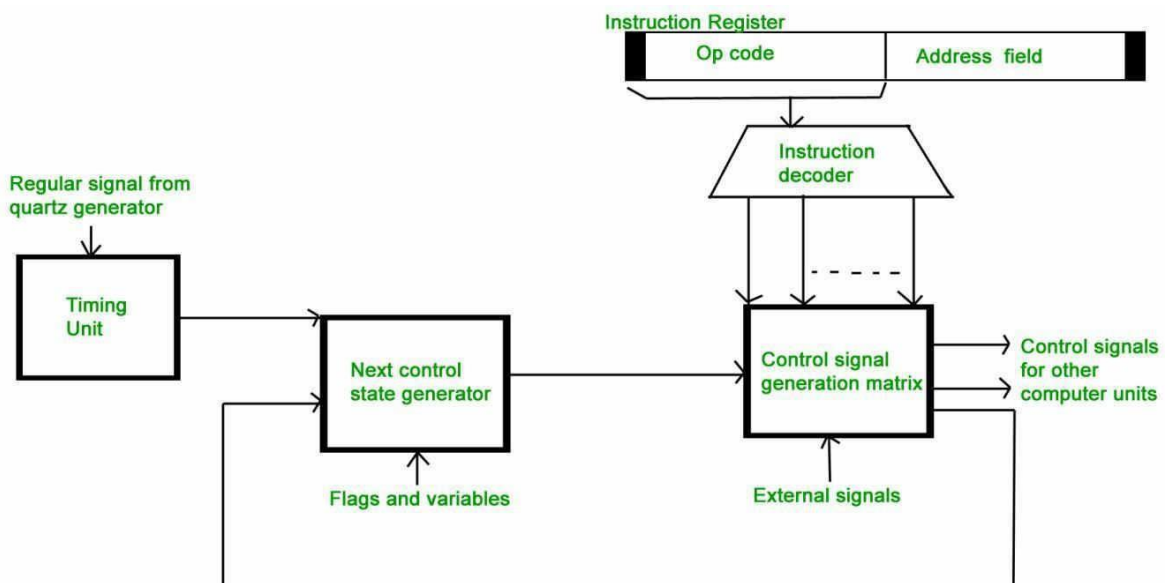 Instruction Register
Op code
Address field
Instruction
decoder
Regular signal from
quartz generator
Timing
Unit
Next control
state generator
Control signal
generation matrix
Control signals
for other
computer units
Flags and variables
External signals